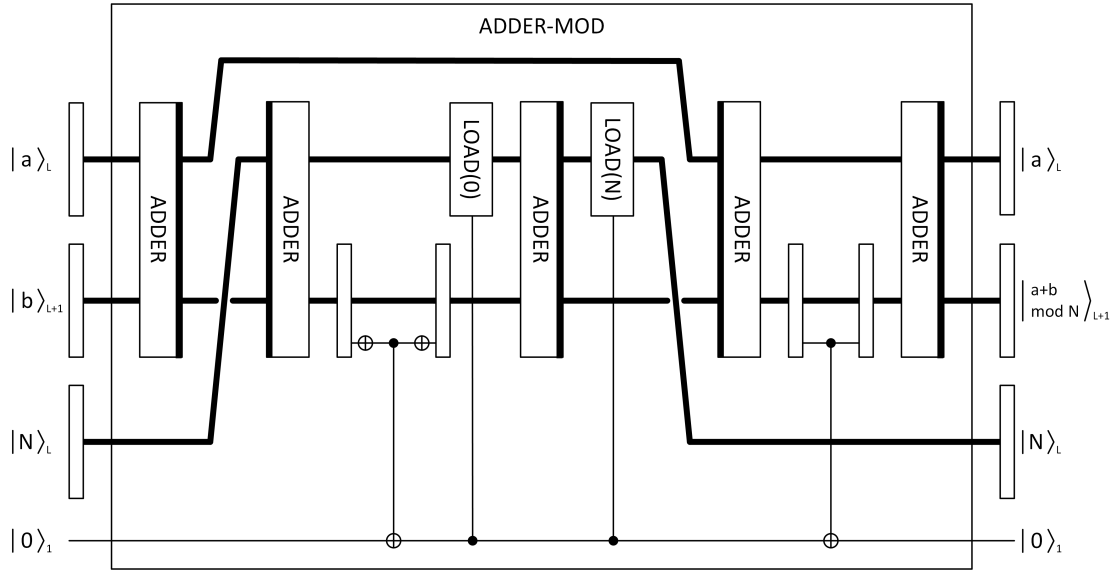 ADDER-MOD
|a⟩L
ADDER
ADDER
LOAD(0)
ADDER
LOAD(N)
ADDER
ADDER
|a⟩L
|b⟩L+1
|a+b
mod N⟩L+1
|N⟩L
|N⟩L
|0⟩1
|0⟩1